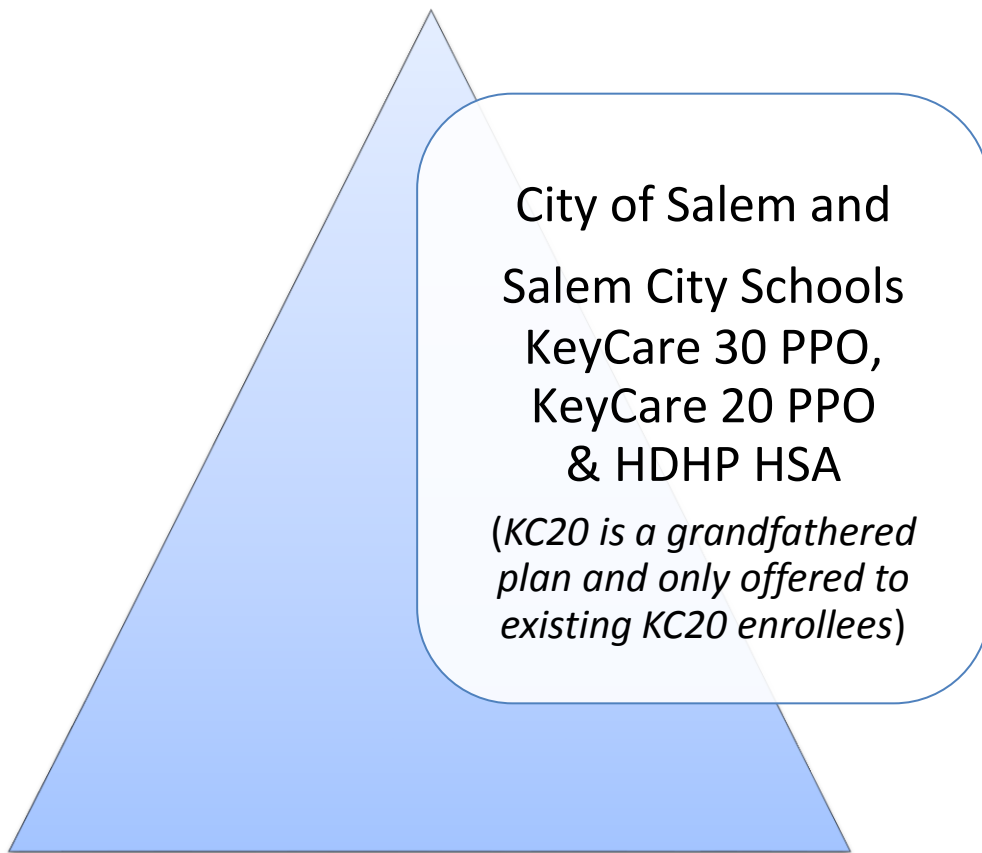 City of Salem and
Salem City Schools
KeyCare 30 PPO,
KeyCare 20 PPO
& HDHP HSA
(KC20 is a grandfathered
plan and only offered to
existing KC20 enrollees)